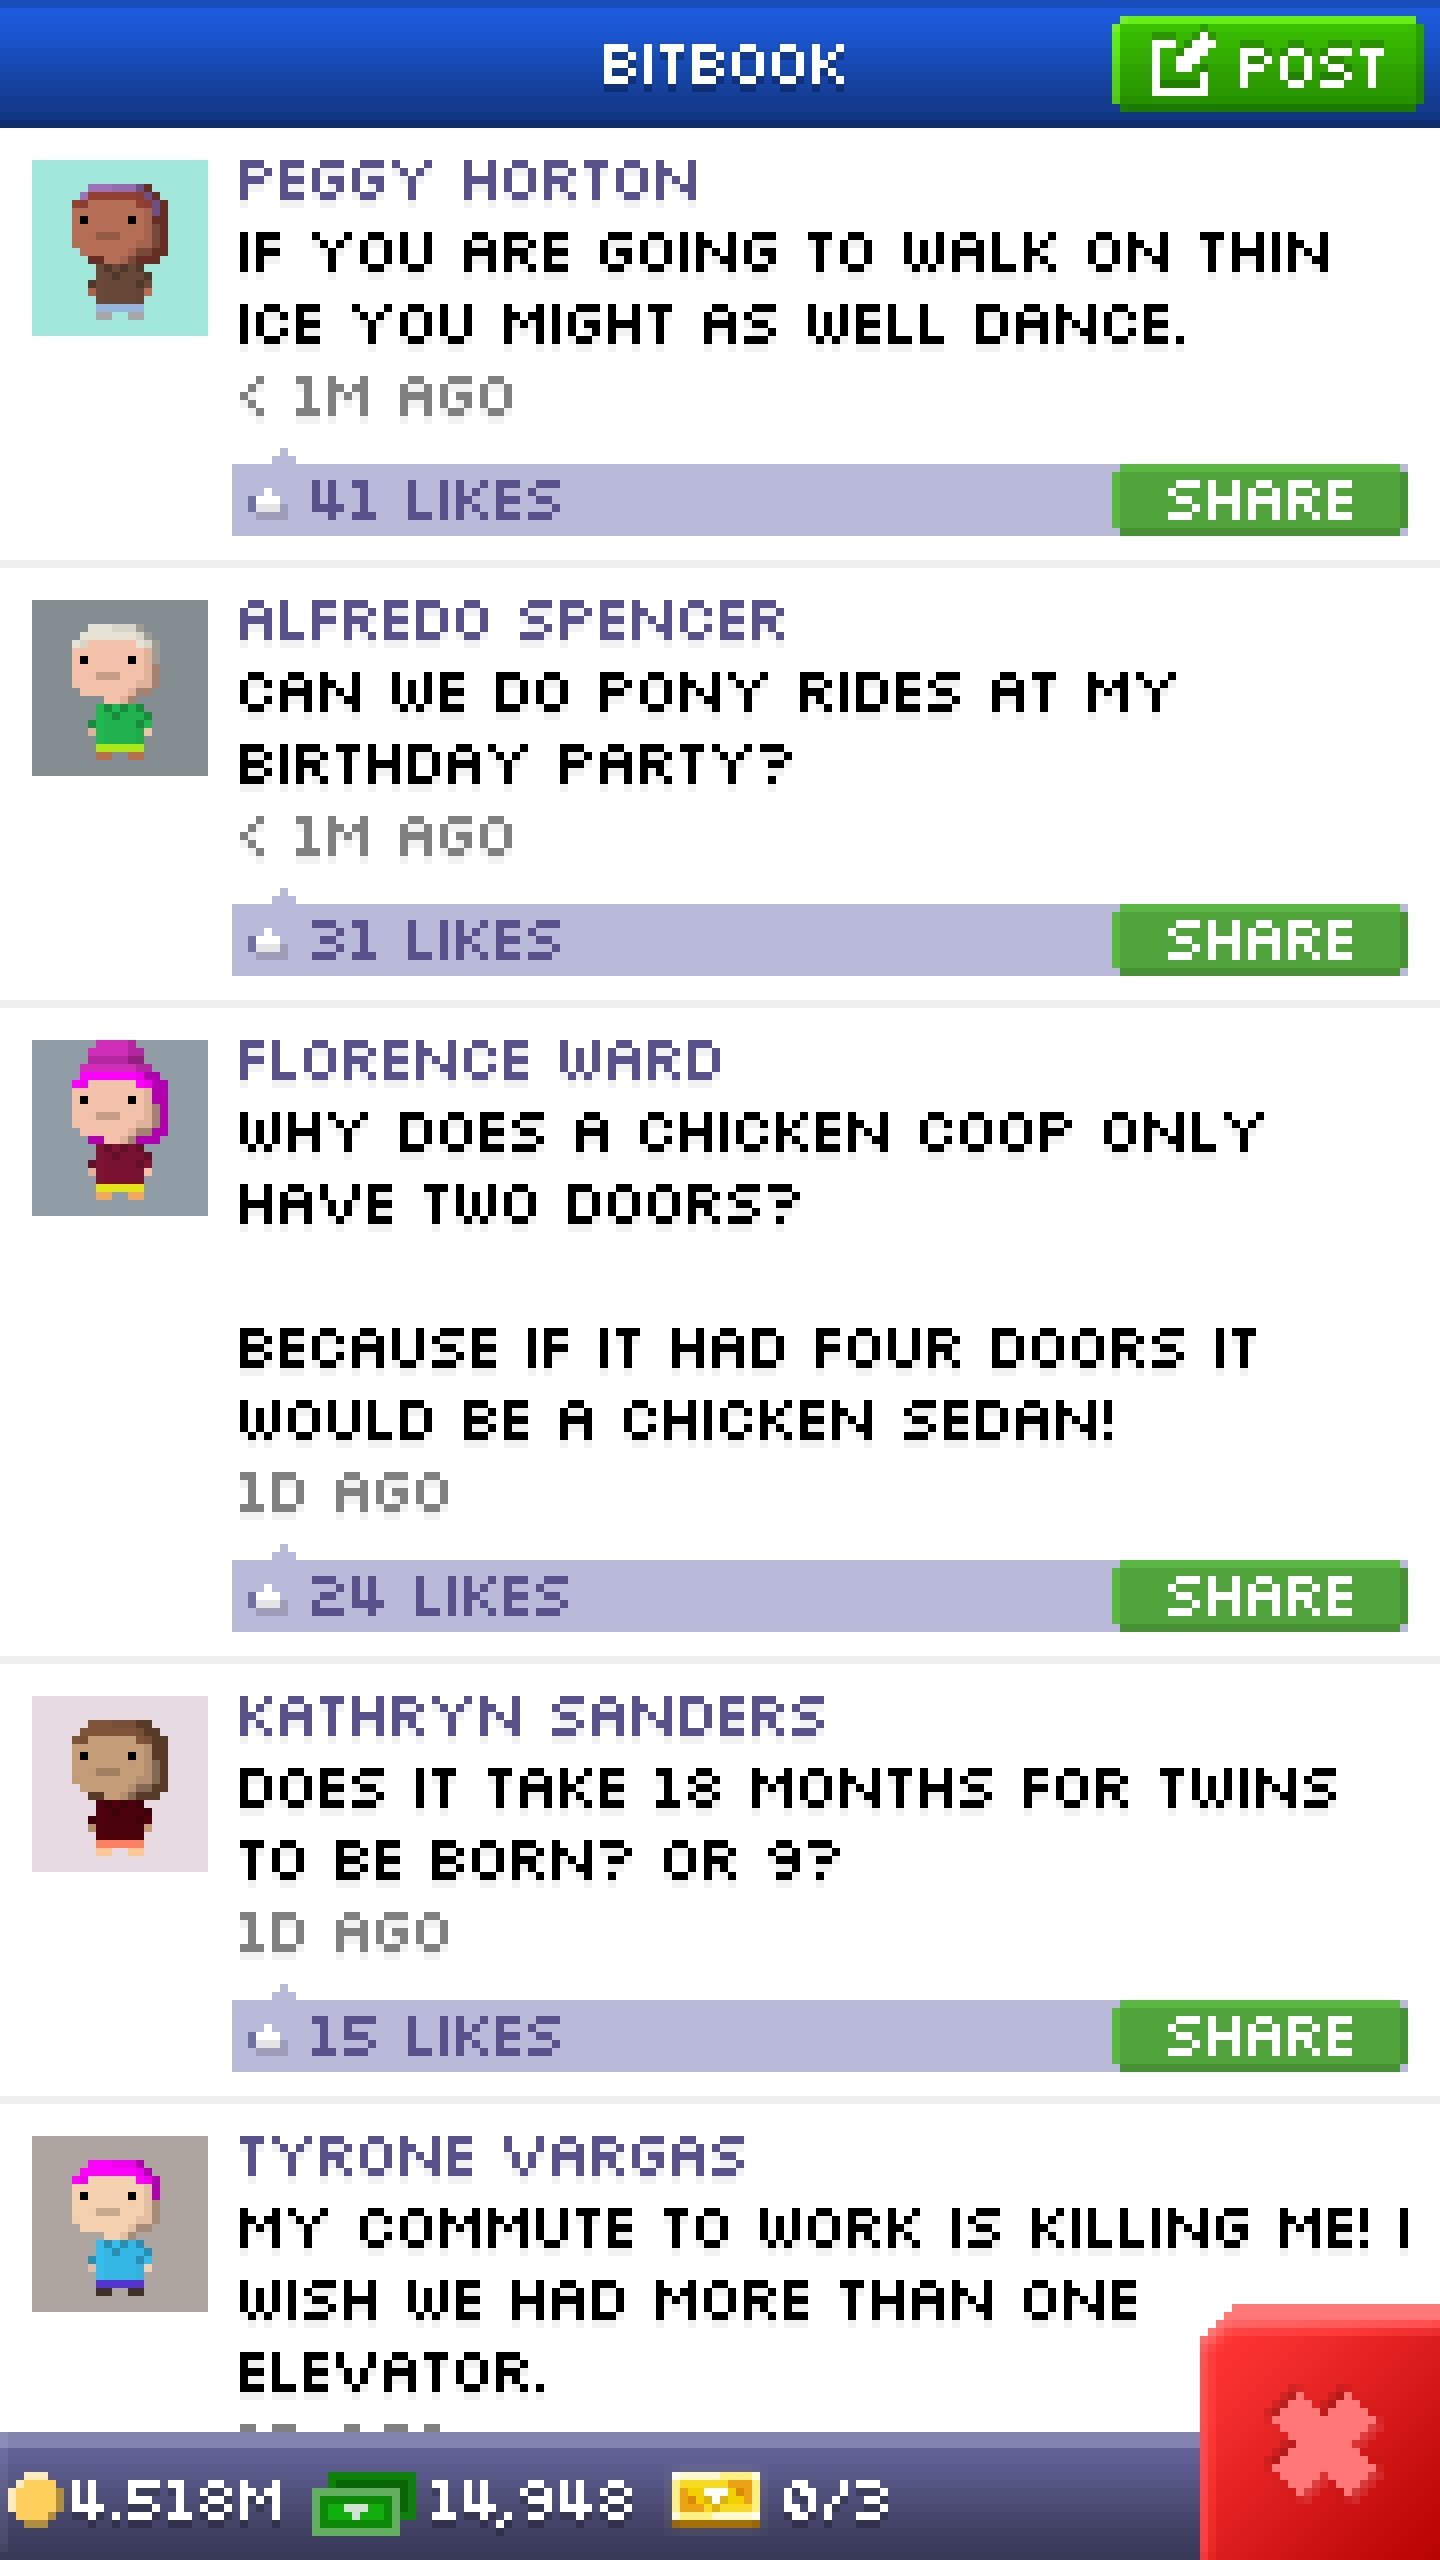 BITBOOK
POST
PEGGY HORTON
IF YOU ARE GOING TO WALK ON THIN
ICE YOU MIGHT AS WELL DANCE.
< 1M AGO
41 LIKES
SHARE
ALFREDO SPENCER
CAN WE DO PONY RIDES AT MY
BIRTHDAY PARTY?
< 1M AGO
31 LIKES
SHARE
FLORENCE WARD
WHY DOES A CHICKEN COOP ONLY
HAVE TWO DOORS?
BECAUSE IF IT HAD FOUR DOORS IT
WOULD BE A CHICKEN SEDAN!
1D AGO
24 LIKES
SHARE
KATHRYN SANDERS
DOES IT TAKE 18 MONTHS FOR TWINS
TO BE BORN? OR 9?
1D AGO
15 LIKES
SHARE
TYRONE VARGAS
MY COMMUTE TO WORK IS KILLING ME! I
WISH WE HAD MORE THAN ONE
ELEVATOR.
4.518M 14,948 0/3